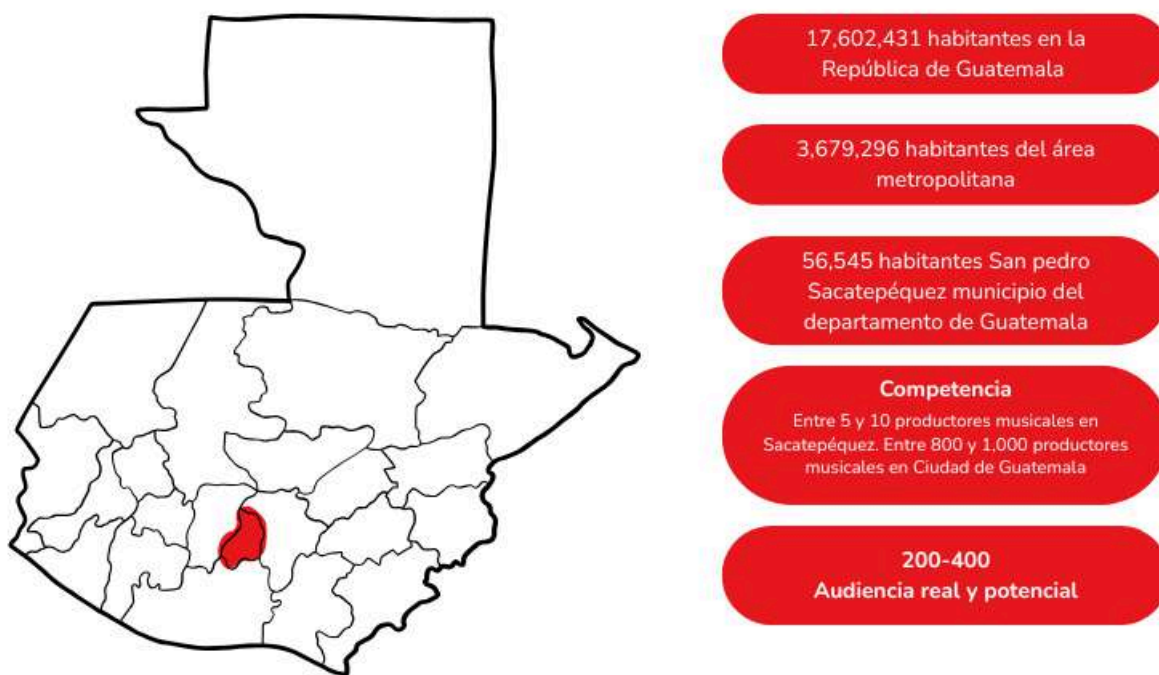 17,602,431 habitantes en la
República de Guatemala
3,679,296 habitantes del área
metropolitana
56,545 habitantes San pedro
Sacatepéquez municipio del
departamento de Guatemala
Competencia
Entre 5 y 10 productores musicales en
Sacatepéquez. Entre 800 y 1,000 productores
musicales en Ciudad de Guatemala
200-400
Audiencia real y potencial